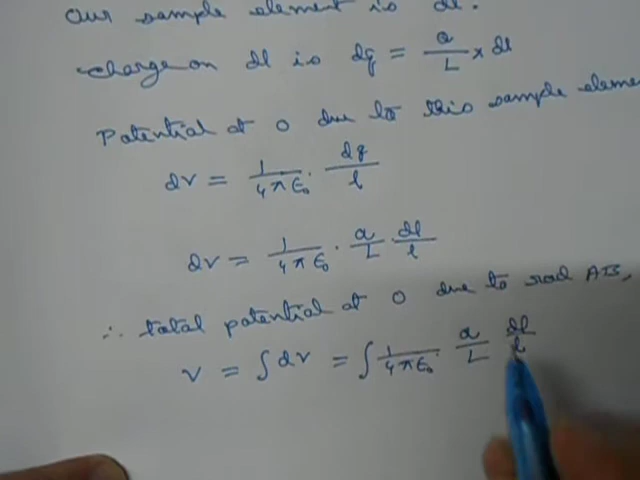 Our sample element is dl.
charge on dl is dq = Q/L × dl
Potential at O due to this sample eleme
dV = 1/4πε₀ · dq/l
dV = 1/4πε₀ · Q/L · dl/l
∴ total potential at O due to rod AB,
V = ∫dV = ∫ 1/4πε₀ · Q/L dl/l